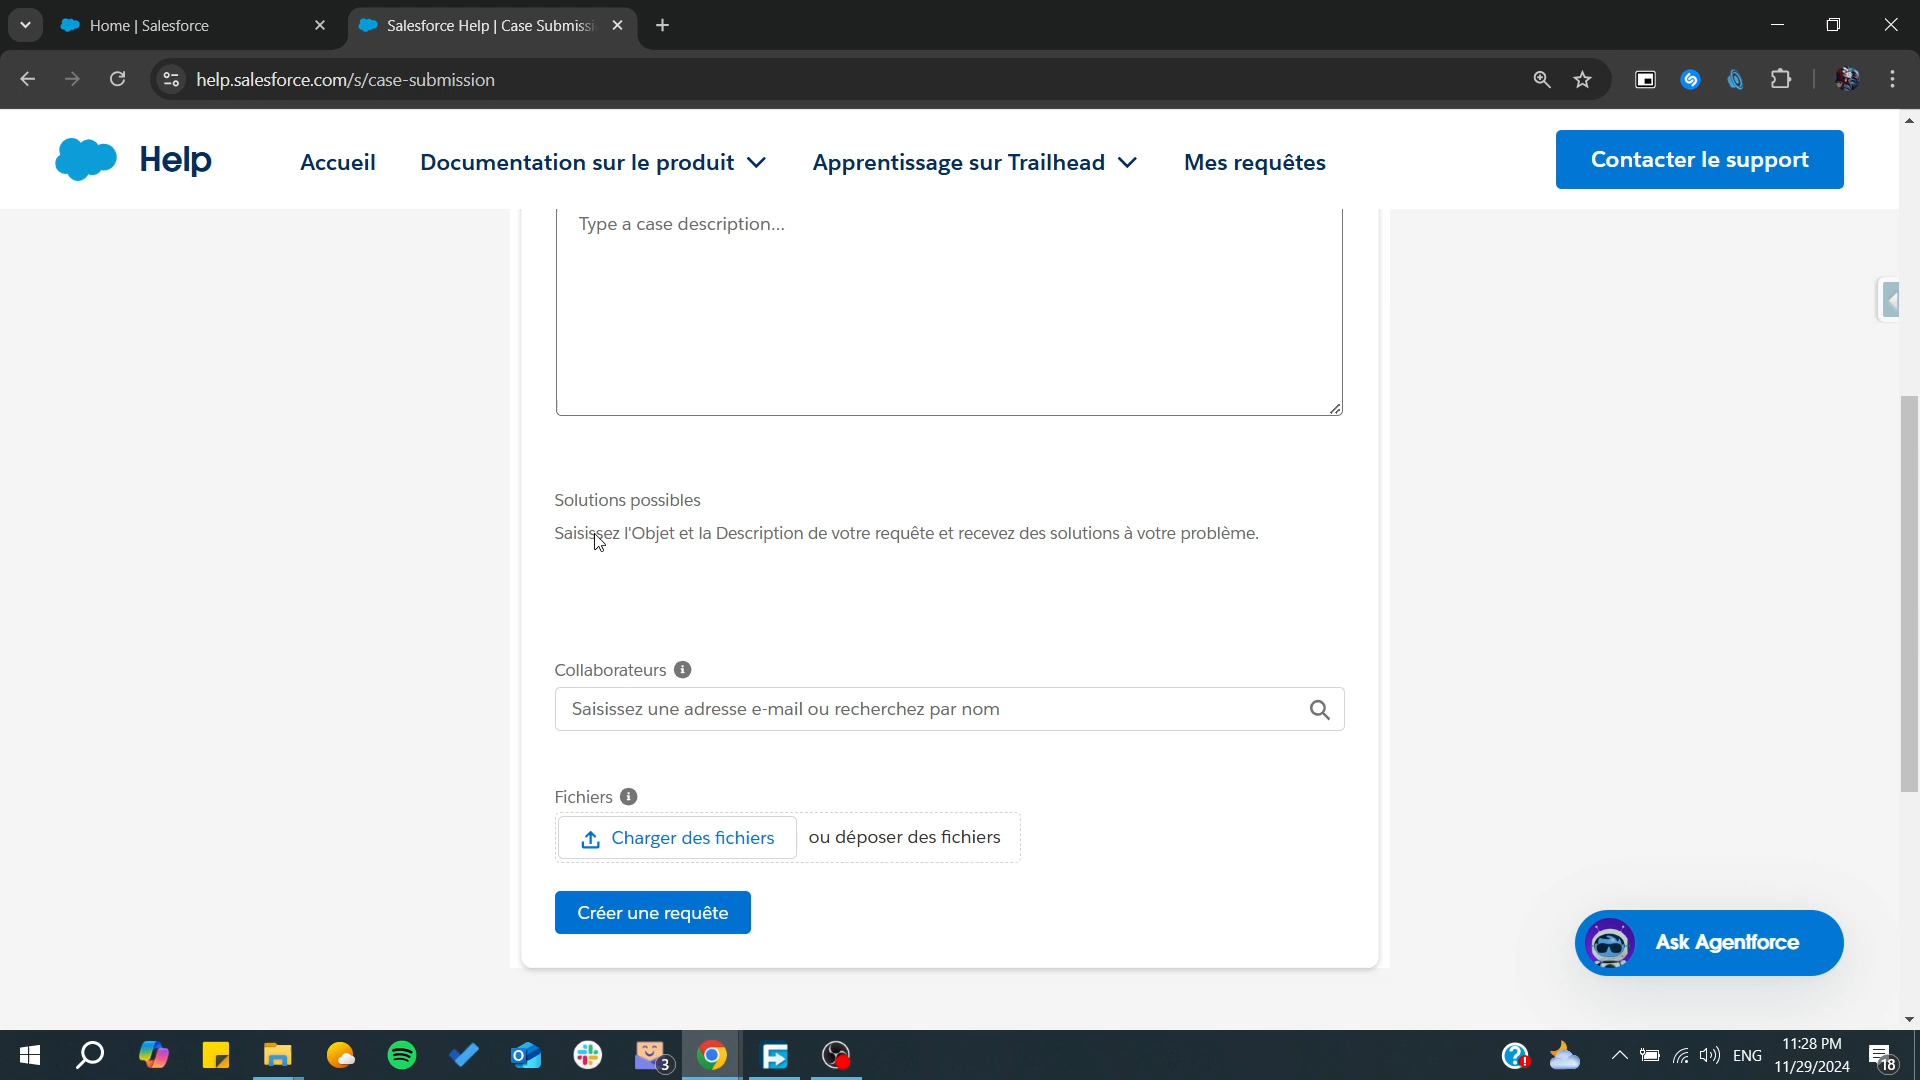 Home | Salesforce
Salesforce Help | Case Submissi
help.salesforce.com/s/case-submission
Help
Accueil
Documentation sur le produit
Apprentissage sur Trailhead
Mes requêtes
Contacter le support
Type a case description...
Solutions possibles
Saisissez l'Objet et la Description de votre requête et recevez des solutions à votre problème.
Collaborateurs
Saisissez une adresse e-mail ou recherchez par nom
Fichiers
Charger des fichiers
ou déposer des fichiers
Créer une requête
Ask Agentforce
3
ENG
11:28 PM
11/29/2024
18